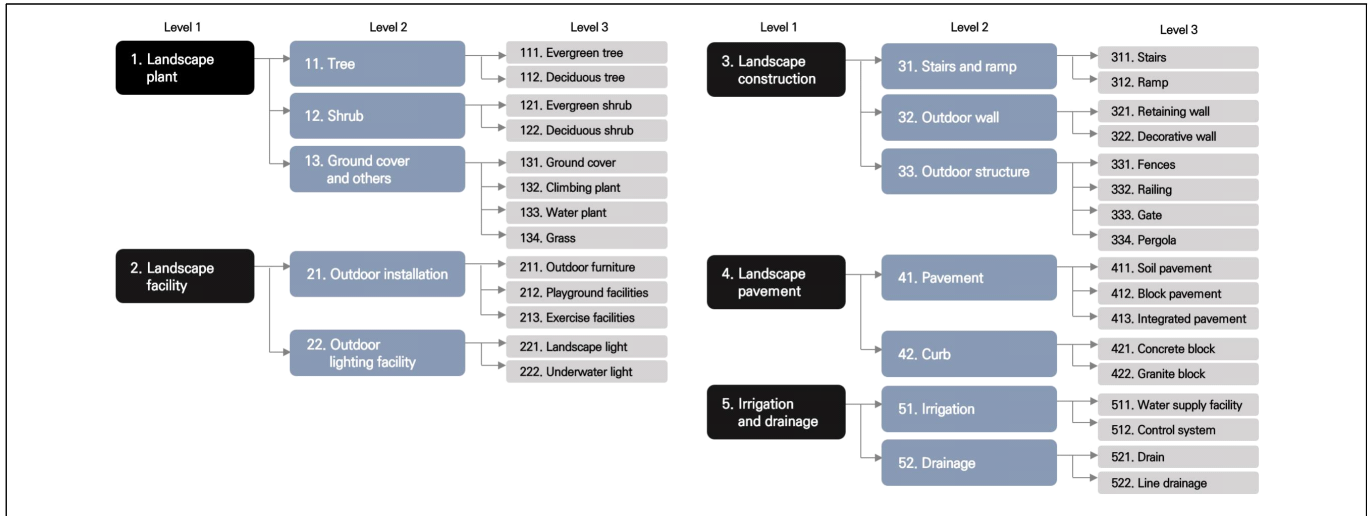 Level 1
Level 2
Level 3
1. Landscape
plant
11. Tree
111. Evergreen tree
112. Deciduous tree
12. Shrub
121. Evergreen shrub
122. Deciduous shrub
13. Ground cover
and others
131. Ground cover
132. Climbing plant
133. Water plant
134. Grass
2. Landscape
facility
21. Outdoor installation
211. Outdoor furniture
212. Playground facilities
213. Exercise facilities
22. Outdoor
lighting facility
221. Landscape light
222. Underwater light
Level 1
Level 2
Level 3
3. Landscape
construction
31. Stairs and ramp
311. Stairs
312. Ramp
32. Outdoor wall
321. Retaining wall
322. Decorative wall
33. Outdoor structure
331. Fences
332. Railing
333. Gate
334. Pergola
4. Landscape
pavement
41. Pavement
411. Soil pavement
412. Block pavement
413. Integrated pavement
42. Curb
421. Concrete block
422. Granite block
5. Irrigation
and drainage
51. Irrigation
511. Water supply facility
512. Control system
52. Drainage
521. Drain
522. Line drainage